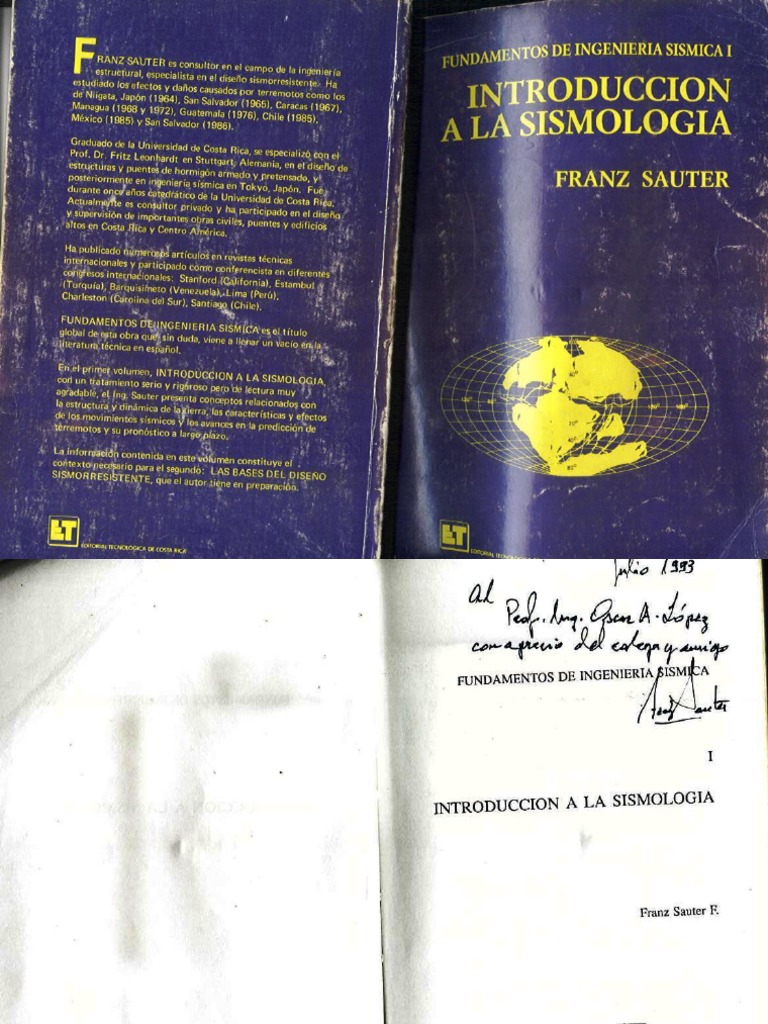 FRANZ SAUTER es consultor en el campo de la ingeniería
estructural, especialista en el diseño sismorresistente. Ha
estudiado los efectos y daños causados por terremotos como los
de Niigata, Japón (1964), San Salvador (1965), Caracas (1967),
Managua (1968 y 1972), Guatemala (1976), Chile (1985),
México (1985) y San Salvador (1986).
Graduado de la Universidad de Costa Rica, se especializó con el
Prof. Dr. Fritz Leonhardt en Stuttgart, Alemania, en el diseño de
estructuras y puentes de hormigón armado y pretensado, y
posteriormente en ingeniería sísmica en Tokyo, Japón. Fue
durante once años catedrático de la Universidad de Costa Rica.
Actualmente es consultor privado y ha participado en el diseño
y supervisión de importantes obras civiles, puentes y edificios
altos en Costa Rica y Centro América.
Ha publicado numerosos artículos en revistas técnicas
internacionales y participado como conferencista en diferentes
congresos internacionales: Stanford (California), Estambul
(Turquía), Barquisimeto (Venezuela), Lima (Perú),
Charleston (Carolina del Sur), Santiago (Chile).
FUNDAMENTOS DE INGENIERIA SISMICA es el título
global de esta obra que, sin duda, viene a llenar un vacío en la
literatura técnica en español.
En el primer volumen, INTRODUCCION A LA SISMOLOGIA,
con un tratamiento serio y rigoroso pero de lectura muy
agradable, el Ing. Sauter presenta conceptos relacionados con
la estructura y dinámica de la tierra, las características y efectos
de los movimientos sísmicos y los avances en la predicción de
terremotos y su pronóstico a largo plazo.
La información contenida en este volumen constituye el
contexto necesario para el segundo: LAS BASES DEL DISEÑO
SISMORRESISTENTE, que el autor tiene en preparación.
EDITORIAL TECNOLOGICA DE COSTA RICA
FUNDAMENTOS DE INGENIERIA SISMICA I
INTRODUCCION
A LA SISMOLOGIA
FRANZ SAUTER
EDITORIAL
Julio 1993
Al
Prof. Ing. Oscar A. López
con aprecio del colega y amigo
FUNDAMENTOS DE INGENIERIA SISMICA
Franz Sauter
I
INTRODUCCION A LA SISMOLOGIA
Franz Sauter F.